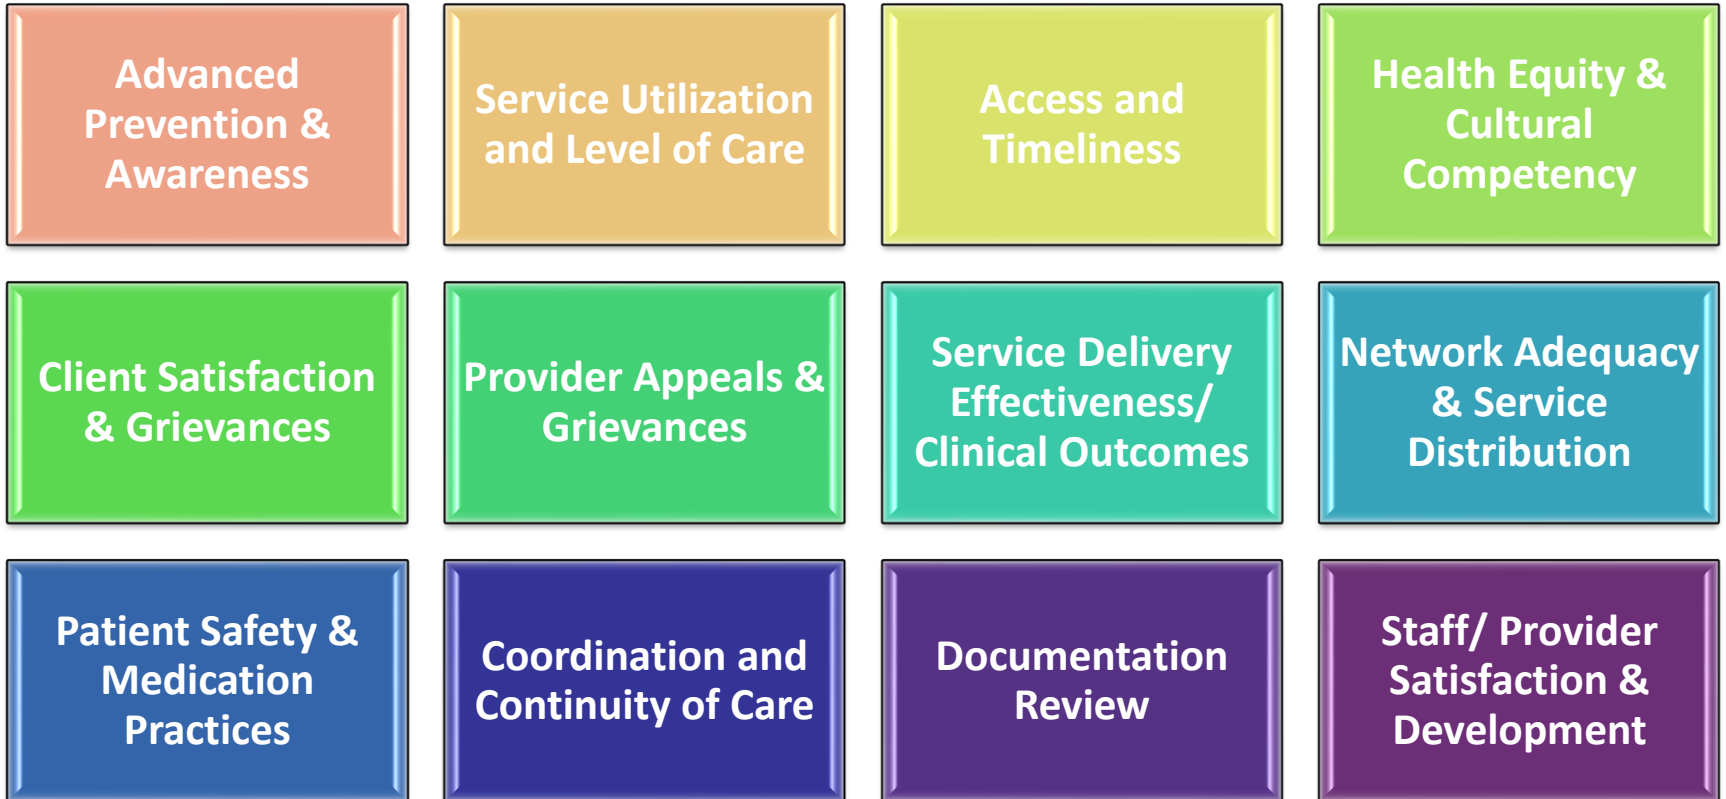 Advanced
Prevention &
Awareness
Service Utilization
and Level of Care
Access and
Timeliness
Health Equity &
Cultural
Competency
Client Satisfaction
& Grievances
Provider Appeals &
Grievances
Service Delivery
Effectiveness/
Clinical Outcomes
Network Adequacy
& Service
Distribution
Patient Safety &
Medication
Practices
Coordination and
Continuity of Care
Documentation
Review
Staff/ Provider
Satisfaction &
Development